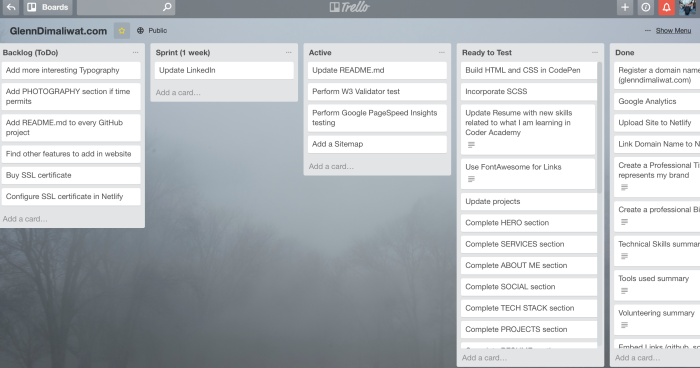 Boards
Trello
GlennDimaliwat.com
Public
Show Menu
Backlog (ToDo)
Add more interesting Typography
Add PHOTOGRAPHY section if time
permits
Add README.md to every GitHub
project
Find other features to add in website
Buy SSL certificate
Configure SSL certificate in Netlify
Add a card...
Sprint (1 week)
Update LinkedIn
Add a card...
Active
Update README.md
Perform W3 Validator test
Perform Google PageSpeed Insights
testing
Add a Sitemap
Add a card...
Ready to Test
Build HTML and CSS in CodePen
Incorporate SCSS
Update Resume with new skills
related to what I am learning in
Coder Academy
Use FontAwesome for Links
Update projects
Complete HERO section
Complete SERVICES section
Complete ABOUT ME section
Complete SOCIAL section
Complete TECH STACK section
Complete PROJECTS section
Add a card...
Done
Register a domain name
(glenndimaliwat.com)
Google Analytics
Upload Site to Netlify
Link Domain Name to N
Create a Professional Ti
represents my brand
Create a professional Bi
Technical Skills summar
Tools used summary
Volunteering summary
Embed Links (github,
Add a card...